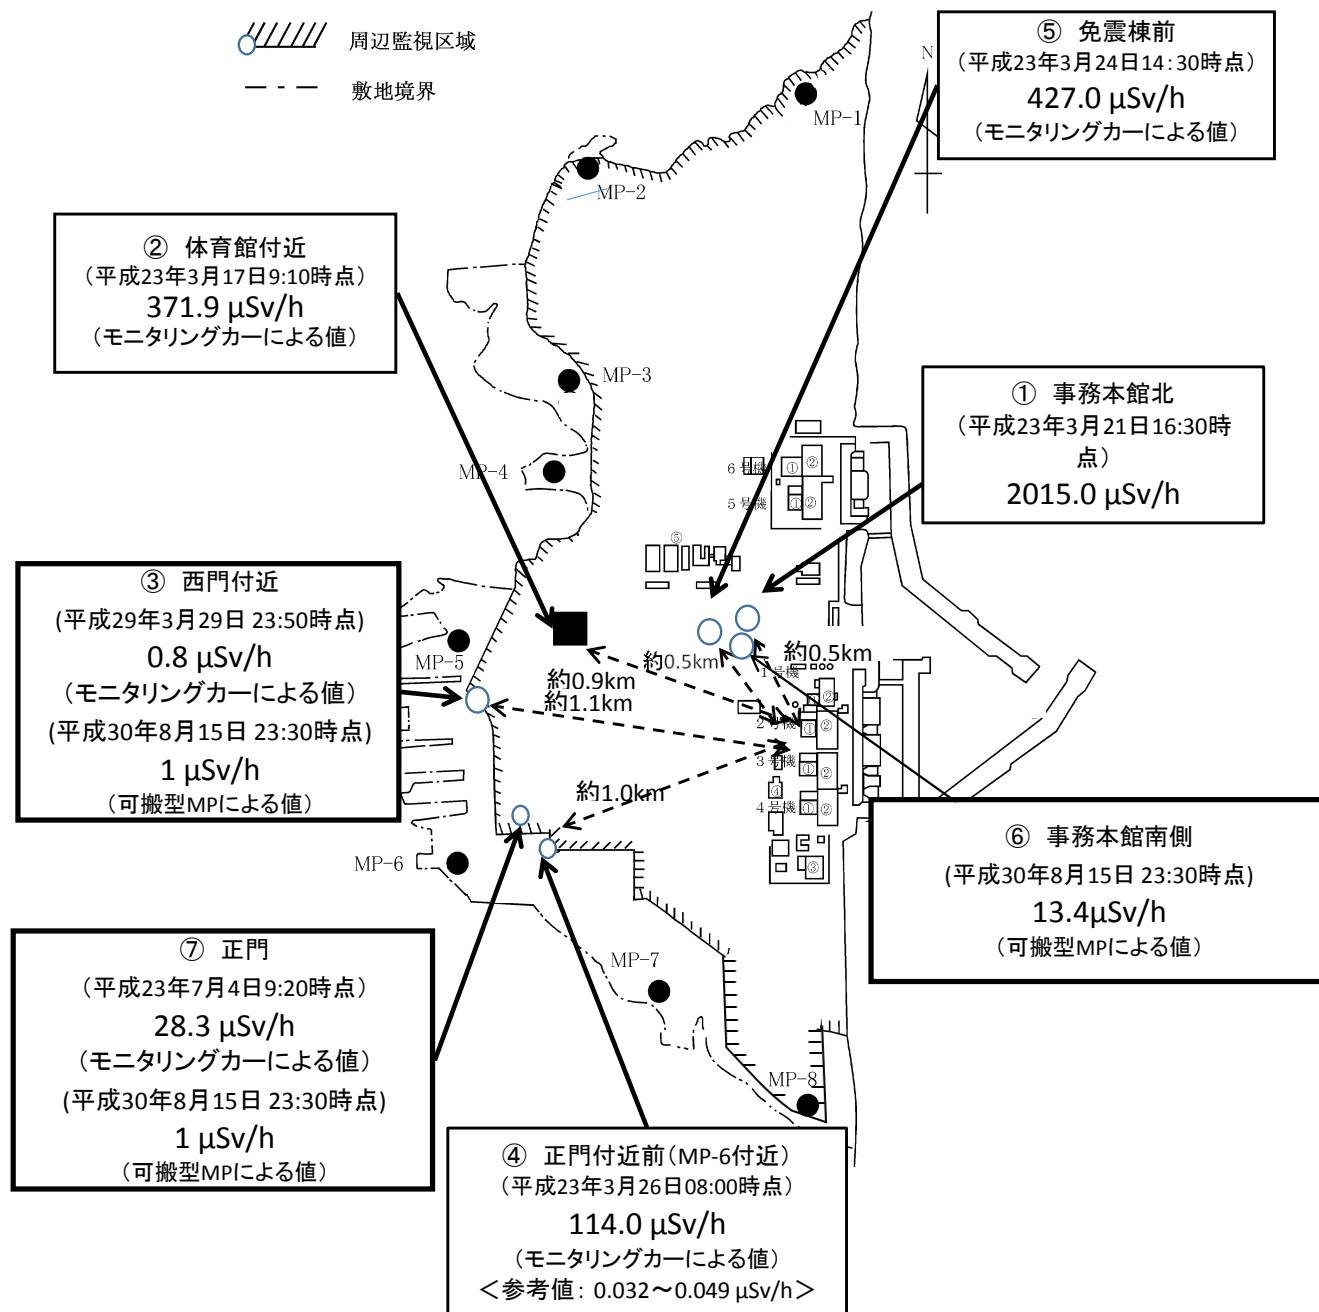 周辺監視区域
敷地境界
⑤ 免震棟前
(平成23年3月24日14:30時点)
427.0 µSv/h
(モニタリングカーによる値)
N
MP-1
MP-2
② 体育館付近
(平成23年3月17日9:10時点)
371.9 µSv/h
(モニタリングカーによる値)
MP-3
① 事務本館北
(平成23年3月21日16:30時
点)
2015.0 µSv/h
MP-4
6号機
①
②
5号機
①
②
⑤
③ 西門付近
(平成29年3月29日 23:50時点)
0.8 µSv/h
(モニタリングカーによる値)
(平成30年8月15日 23:30時点)
1 µSv/h
(可搬型MPによる値)
MP-5
約0.5km
約0.5km
約0.9km
約1.1km
1号機
②
2号機
①
②
3号機
①
②
④
4号機
①
②
③
約1.0km
MP-6
⑥ 事務本館南側
(平成30年8月15日 23:30時点)
13.4µSv/h
(可搬型MPによる値)
⑦ 正門
(平成23年7月4日9:20時点)
28.3 µSv/h
(モニタリングカーによる値)
(平成30年8月15日 23:30時点)
1 µSv/h
(可搬型MPによる値)
MP-7
MP-8
④ 正門付近前(MP-6付近)
(平成23年3月26日08:00時点)
114.0 µSv/h
(モニタリングカーによる値)
<参考値: 0.032~0.049 µSv/h>